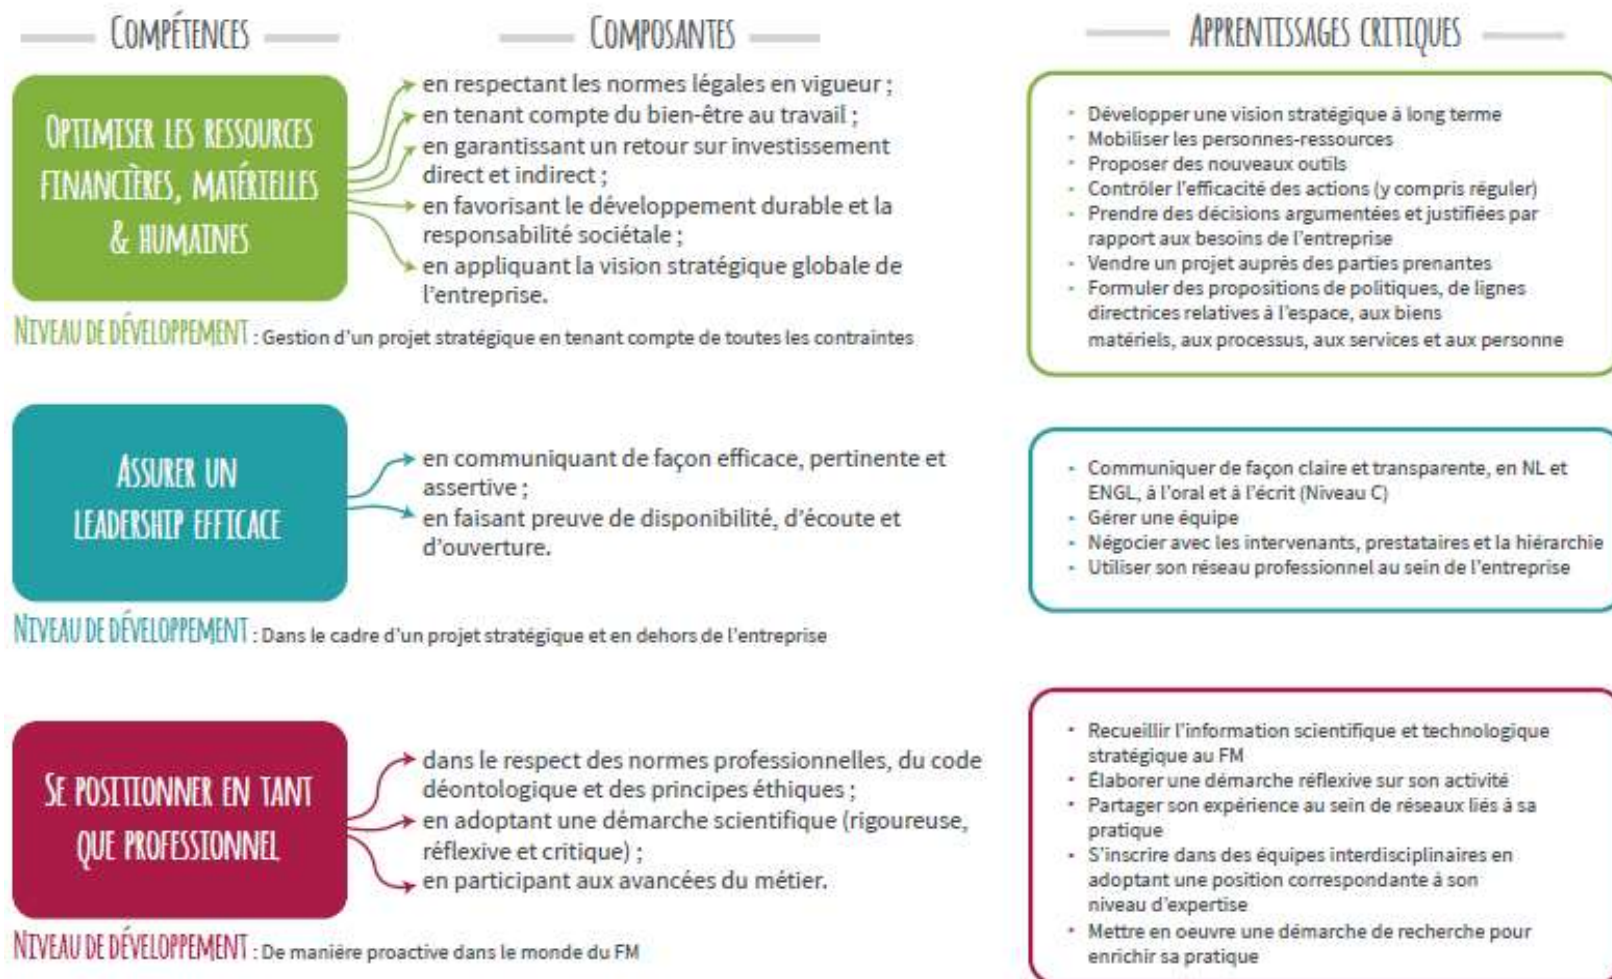 COMPÉTENCES
COMPOSANTES
APPRENTISSAGES CRITIQUES
OPTIMISER LES RESSOURCES
FINANCIÈRES, MATÉRIELLES
& HUMAINES
en respectant les normes légales en vigueur ;
en tenant compte du bien-être au travail ;
en garantissant un retour sur investissement
direct et indirect ;
en favorisant le développement durable et la
responsabilité sociétale ;
en appliquant la vision stratégique globale de
l'entreprise.
- Développer une vision stratégique à long terme
- Mobiliser les personnes-ressources
- Proposer des nouveaux outils
- Contrôler l'efficacité des actions (y compris réguler)
- Prendre des décisions argumentées et justifiées par
rapport aux besoins de l'entreprise
- Vendre un projet auprès des parties prenantes
- Formuler des propositions de politiques, de lignes
directrices relatives à l'espace, aux biens
matériels, aux processus, aux services et aux personne
NIVEAU DE DÉVELOPPEMENT : Gestion d'un projet stratégique en tenant compte de toutes les contraintes
ASSURER UN
LEADERSHIP EFFICACE
en communiquant de façon efficace, pertinente et
assertive ;
en faisant preuve de disponibilité, d'écoute et
d'ouverture.
- Communiquer de façon claire et transparente, en NL et
ENGL, à l'oral et à l'écrit (Niveau C)
- Gérer une équipe
- Négocier avec les intervenants, prestataires et la hiérarchie
- Utiliser son réseau professionnel au sein de l'entreprise
NIVEAU DE DÉVELOPPEMENT : Dans le cadre d'un projet stratégique et en dehors de l'entreprise
SE POSITIONNER EN TANT
QUE PROFESSIONNEL
dans le respect des normes professionnelles, du code
déontologique et des principes éthiques ;
en adoptant une démarche scientifique (rigoureuse,
réflexive et critique) ;
en participant aux avancées du métier.
- Recueillir l'information scientifique et technologique
stratégique au FM
- Élaborer une démarche réflexive sur son activité
- Partager son expérience au sein de réseaux liés à sa
pratique
- S'inscrire dans des équipes interdisciplinaires en
adoptant une position correspondante à son
niveau d'expertise
- Mettre en oeuvre une démarche de recherche pour
enrichir sa pratique
NIVEAU DE DÉVELOPPEMENT : De manière proactive dans le monde du FM